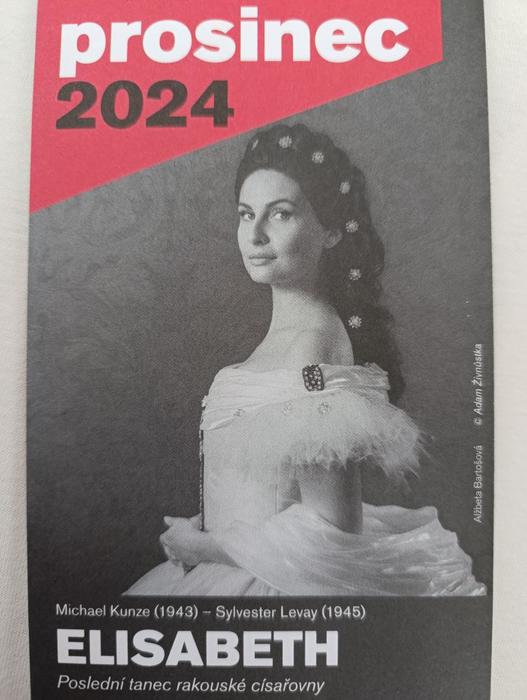 prosinec
2024
Alžbeta Bartošová © Adam Živnůstka
Michael Kunze (1943) – Sylvester Levay (1945)
ELISABETH
Poslední tanec rakouské císařovny